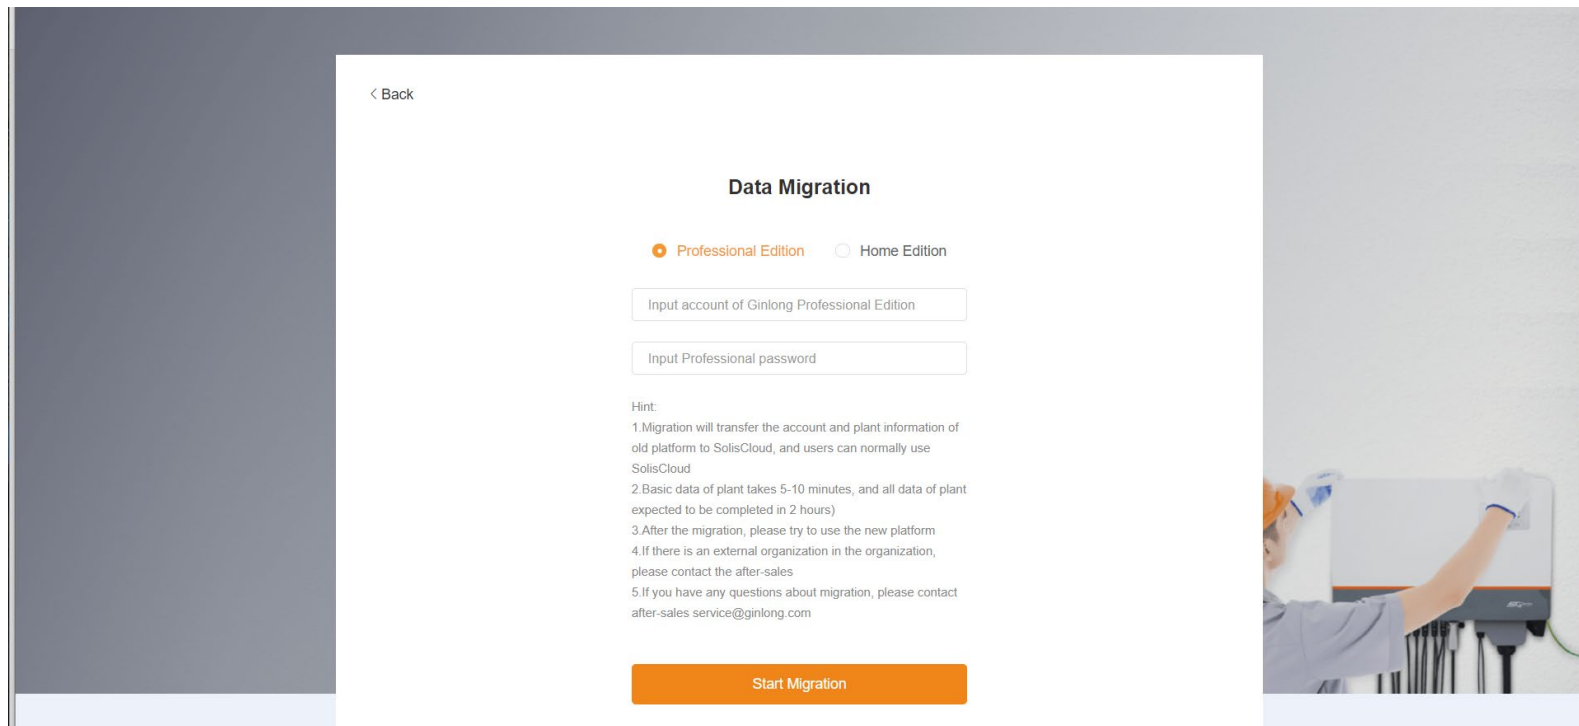 < Back
Data Migration
Professional Edition
Home Edition
Input account of Ginlong Professional Edition
Input Professional password
Hint:
1.Migration will transfer the account and plant information of
old platform to SolisCloud, and users can normally use
SolisCloud
2.Basic data of plant takes 5-10 minutes, and all data of plant
expected to be completed in 2 hours)
3.After the migration, please try to use the new platform
4.If there is an external organization in the organization,
please contact the after-sales
5.If you have any questions about migration, please contact
after-sales service@ginlong.com
Start Migration